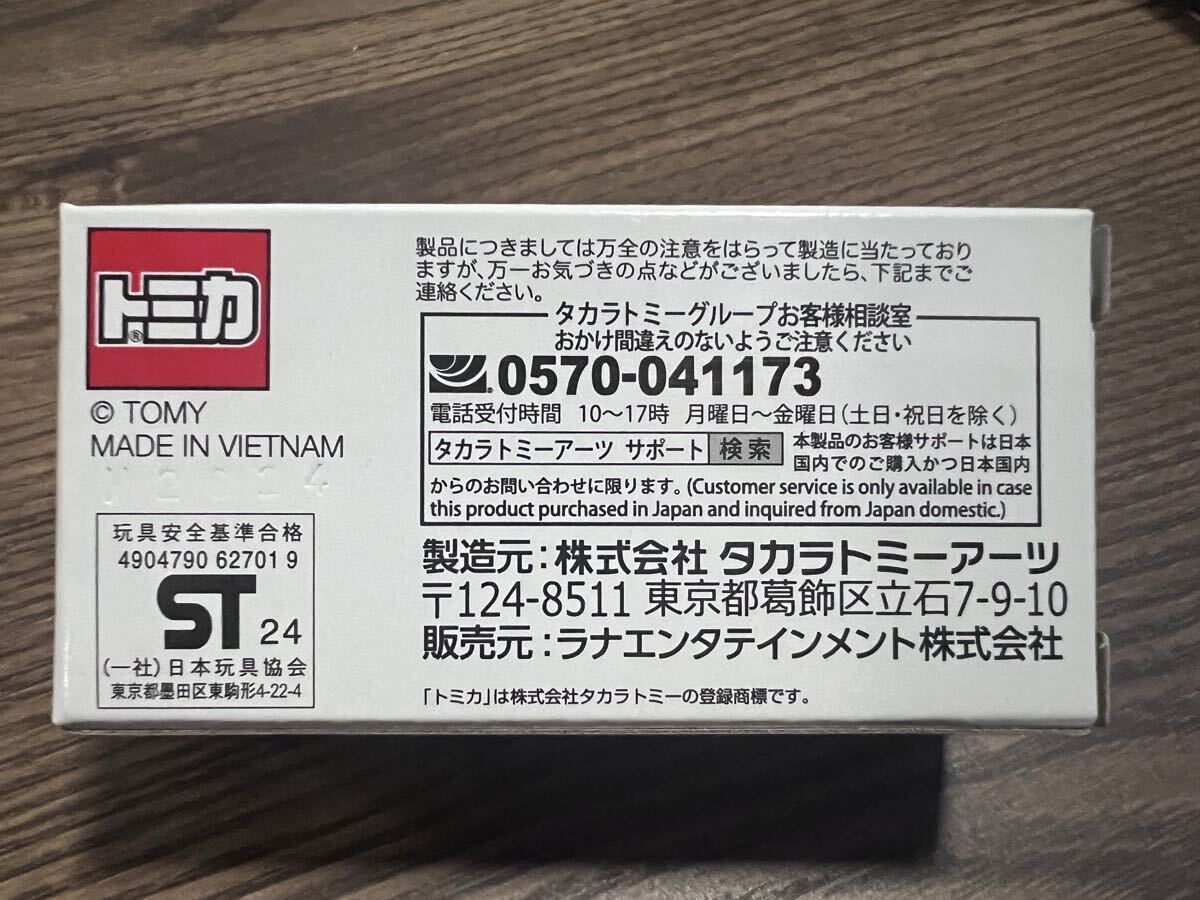 トミカ
®
© TOMY
MADE IN VIETNAM
玩具安全基準合格
4904790 62701 9
ST 24
(一社)日本玩具協会
東京都墨田区東駒形4-22-4
製品につきましては万全の注意をはらって製造に当たっており
ますが、万一お気づきの点などがございましたら、下記までご
連絡ください。
タカラトミーグループお客様相談室
おかけ間違えのないようご注意ください
0570-041173
電話受付時間 10〜17時 月曜日〜金曜日(土日・祝日を除く)
タカラトミーアーツ サポート 検索
本製品のお客様サポートは日本
国内でのご購入かつ日本国内
からのお問い合わせに限ります。(Customer service is only available in case
this product purchased in Japan and inquired from Japan domestic.)
製造元:株式会社 タカラトミーアーツ
〒124-8511 東京都葛飾区立石7-9-10
販売元:ラナエンタテインメント株式会社
「トミカ」は株式会社タカラトミーの登録商標です。